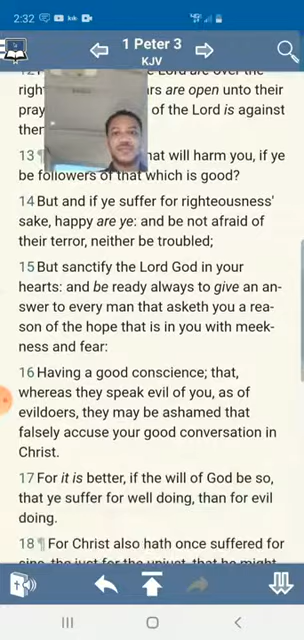 2:32
1 Peter 3
KJV
right ars are open unto their
pray of the Lord is against
13 ¶ hat will harm you, if ye
be followers of that which is good?
14 But and if ye suffer for righteousness'
sake, happy are ye: and be not afraid of
their terror, neither be troubled;
15 But sanctify the Lord God in your
hearts: and be ready always to give an an-
swer to every man that asketh you a rea-
son of the hope that is in you with meek-
ness and fear:
16 Having a good conscience; that,
whereas they speak evil of you, as of
evildoers, they may be ashamed that
falsely accuse your good conversation in
Christ.
17 For it is better, if the will of God be so,
that ye suffer for well doing, than for evil
doing.
18 ¶ For Christ also hath once suffered for